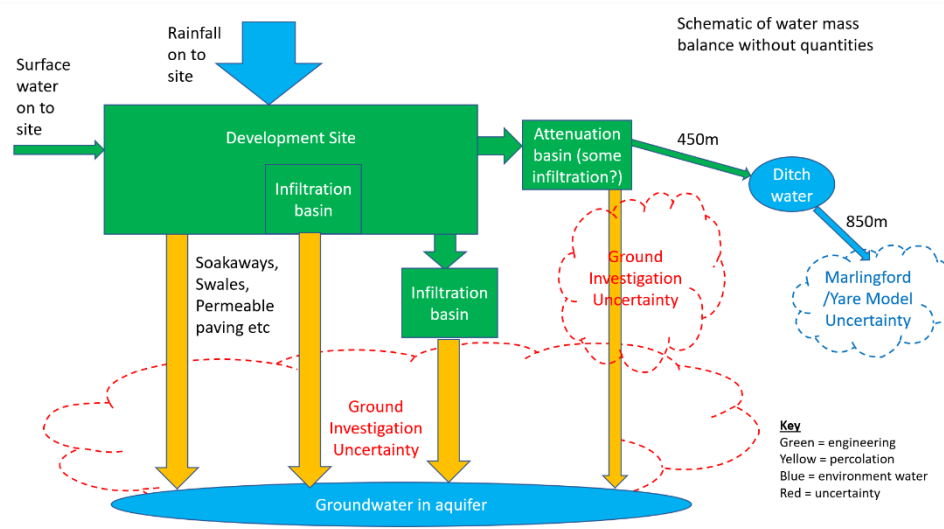 Schematic of water mass
balance without quantities
Rainfall
on to
site
Surface
water
on to
site
Development Site
Infiltration
basin
Attenuation
basin (some
infiltration?)
450m
Ditch
water
850m
Marlingford
/Yare Model
Uncertainty
Soakaways,
Swales,
Permeable
paving etc
Infiltration
basin
Ground
Investigation
Uncertainty
Ground
Investigation
Uncertainty
Groundwater in aquifer
Key
Green = engineering
Yellow = percolation
Blue = environment water
Red = uncertainty